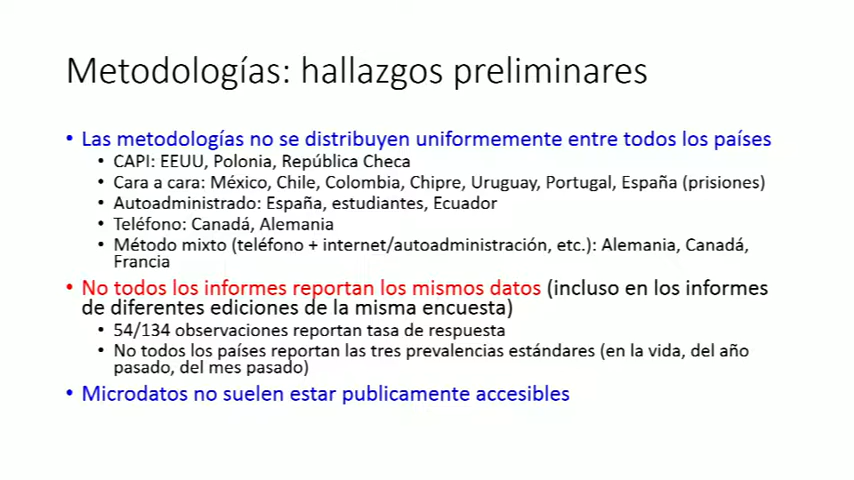 Metodologías: hallazgos preliminares
• Las metodologías no se distribuyen uniformemente entre todos los países
• CAPI: EEUU, Polonia, República Checa
• Cara a cara: México, Chile, Colombia, Chipre, Uruguay, Portugal, España (prisiones)
• Autoadministrado: España, estudiantes, Ecuador
• Teléfono: Canadá, Alemania
• Método mixto (teléfono + internet/autoadministración, etc.): Alemania, Canadá,
Francia
• No todos los informes reportan los mismos datos (incluso en los informes
de diferentes ediciones de la misma encuesta)
• 54/134 observaciones reportan tasa de respuesta
• No todos los países reportan las tres prevalencias estándares (en la vida, del año
pasado, del mes pasado)
• Microdatos no suelen estar publicamente accesibles